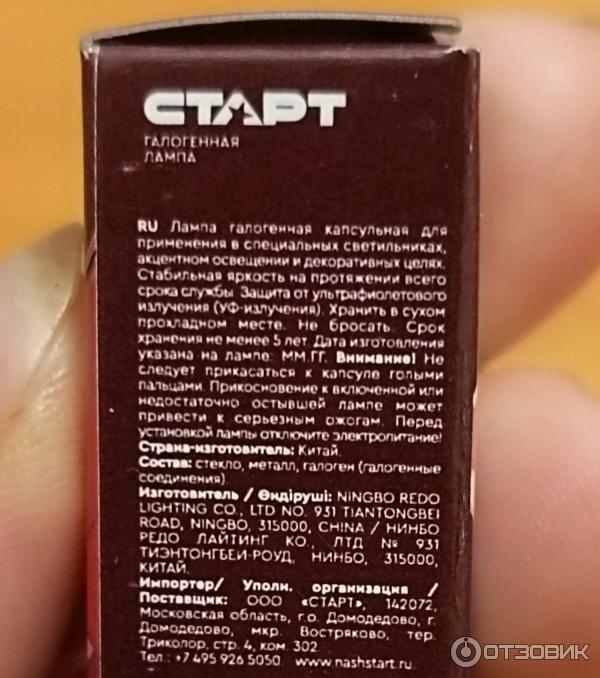 СТАРТ
ГАЛОГЕННАЯ
ЛАМПА
RU Лампа галогенная капсульная для
применения в специальных светильниках,
акцентном освещении и декоративных целях.
Стабильная яркость на протяжении всего
срока службы. Защита от ультрафиолетового
излучения (УФ-излучения). Хранить в сухом
прохладном месте. Не бросать. Срок
хранения не менее 5 лет. Дата изготовления
указана на лампе: ММ.ГГ. Внимание! Не
следует прикасаться к капсуле голыми
пальцами. Прикосновение к включенной или
недостаточно остывшей лампе может
привести к серьезным ожогам. Перед
установкой лампы отключите электропитание!
Страна-изготовитель: Китай.
Состав: стекло, металл, галоген (галогенные
соединения).
Изготовитель / Өндіруші: NINGBO REDO
LIGHTING CO., LTD NO. 931 TIANTONGBEI
ROAD, NINGBO, 315000, CHINA / НИНБО
РЕДО ЛАЙТИНГ КО., ЛТД № 931
ТИЭНТОНГБЕИ-РОУД, НИНБО, 315000,
КИТАЙ.
Импортер/ Уполн. организация /
Поставщик: ООО «СТАРТ», 142072,
Московская область, г.о. Домодедово, г.
Домодедово, мкр. Востряково, тер.
Триколор, стр. 4, ком. 302.
Тел.: +7 495 926 5050. www.nashstart.ru
ОТЗОВИК